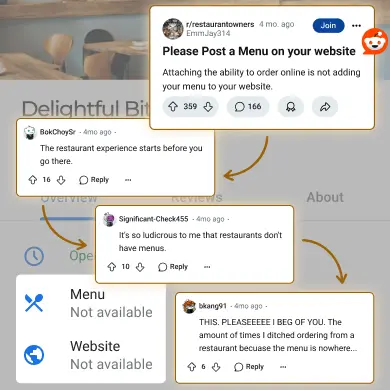 r/restaurantowners 4 mo. ago
EmmJay314
Join
Please Post a Menu on your website
Attaching the ability to order online is not adding
your menu to your website.
359 166
Delightful Bit
BokChoySr · 4mo ago ·
The restaurant experience starts before you
go there.
16 Reply
Overview Reviews About
Significant-Check455 · 4mo ago ·
It's so ludicrous to me that restaurants don't
have menus.
10 Reply
Ope
Menu
Not available
Website
Not available
bkang91 · 4mo ago ·
THIS. PLEASEEEEE I BEG OF YOU. The
amount of times I ditched ordering from a
restaurant becuase the menu is nowhere...
6 Reply